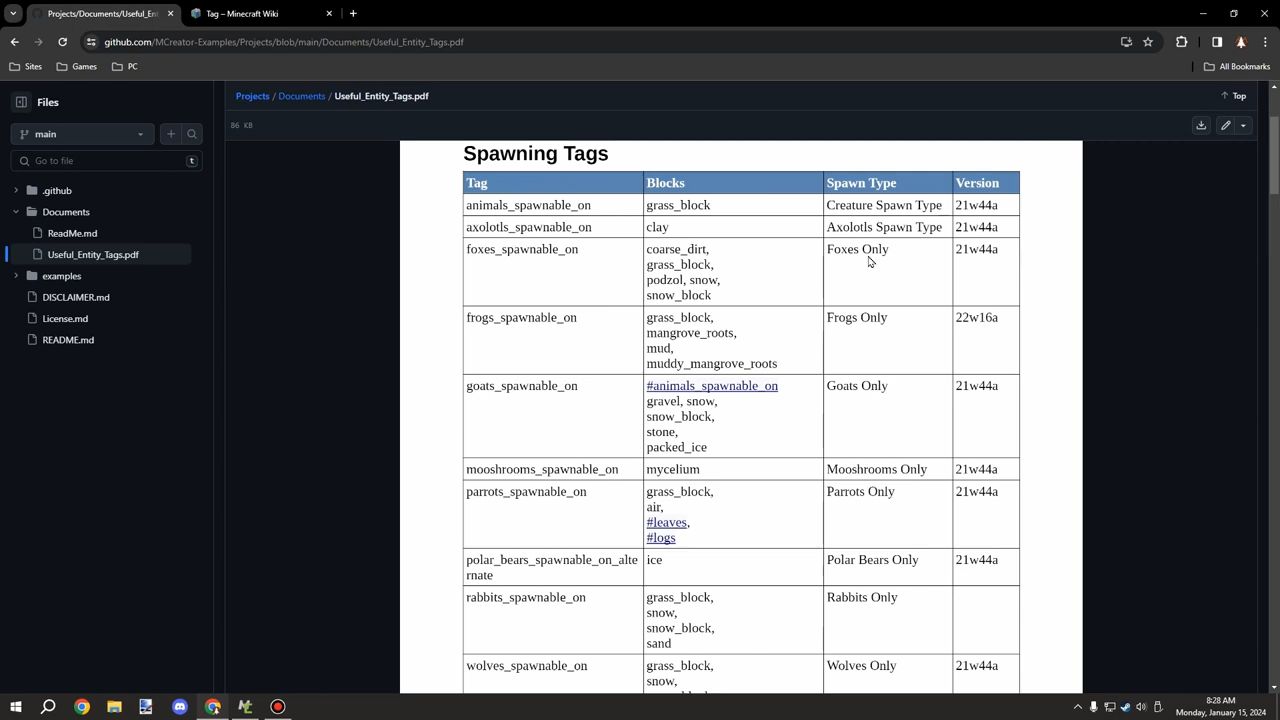 Projects/Documents/Useful_Ent
Tag – Minecraft Wiki
github.com/MCreator-Examples/Projects/blob/main/Documents/Useful_Entity_Tags.pdf
Sites
Games
PC
All Bookmarks
Files
main
Go to file
t
.github
Documents
ReadMe.md
Useful_Entity_Tags.pdf
examples
DISCLAIMER.md
License.md
README.md
Projects / Documents / Useful_Entity_Tags.pdf
Top
86 KB
Spawning Tags
Tag Blocks Spawn Type Version
animals_spawnable_on grass_block Creature Spawn Type 21w44a
axolotls_spawnable_on clay Axolotls Spawn Type 21w44a
foxes_spawnable_on coarse_dirt, Foxes Only 21w44a
grass_block,
podzol, snow,
snow_block
frogs_spawnable_on grass_block, Frogs Only 22w16a
mangrove_roots,
mud,
muddy_mangrove_roots
goats_spawnable_on #animals_spawnable_on Goats Only 21w44a
gravel, snow,
snow_block,
stone,
packed_ice
mooshrooms_spawnable_on mycelium Mooshrooms Only 21w44a
parrots_spawnable_on grass_block, Parrots Only 21w44a
air,
#leaves,
#logs
polar_bears_spawnable_on_alte ice Polar Bears Only 21w44a
rnate
rabbits_spawnable_on grass_block, Rabbits Only
snow,
snow_block,
sand
wolves_spawnable_on grass_block, Wolves Only 21w44a
snow,
8:28 AM
Monday, January 15, 2024